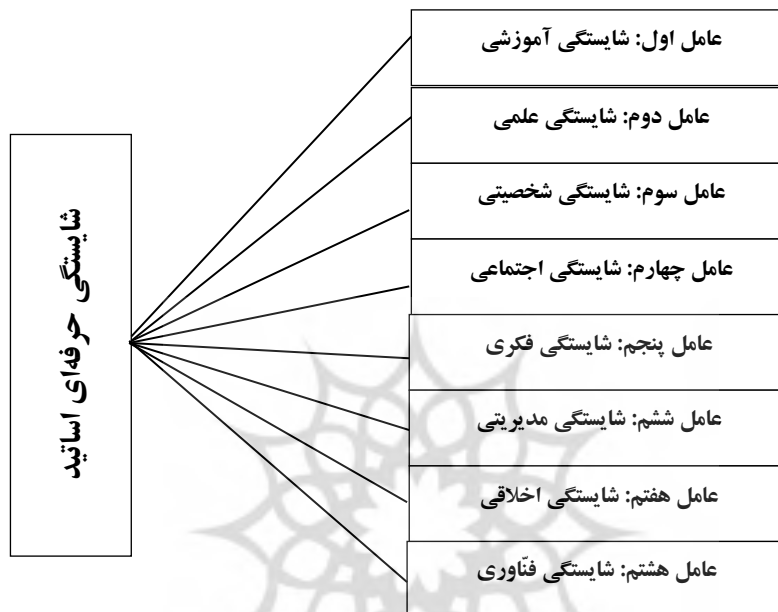 عامل اول: شایستگی آموزشی
عامل دوم: شایستگی علمی
عامل سوم: شایستگی شخصیتی
عامل چهارم: شایستگی اجتماعی
عامل پنجم: شایستگی فکری
عامل ششم: شایستگی مدیریتی
عامل هفتم: شایستگی اخلاقی
عامل هشتم: شایستگی فنّاوری
شایستگی حرفه‌ای اساتید